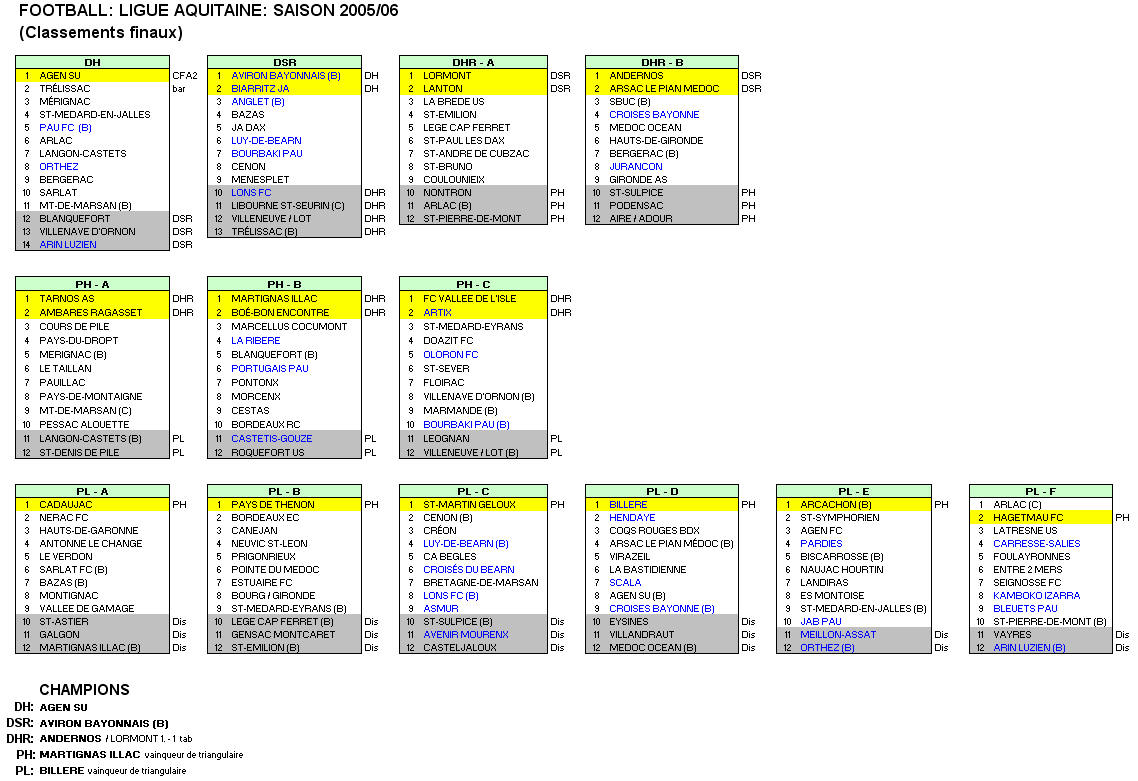 FOOTBALL: LIGUE AQUITAINE: SAISON 2005/06
(Classements finaux)
DH
1 AGEN SU CFA2
2 TRÉLISSAC bar
3 MÉRIGNAC
4 ST-MEDARD-EN-JALLES
5 PAU FC (B)
6 ARLAC
7 LANGON-CASTETS
8 ORTHEZ
9 BERGERAC
10 SARLAT
11 MT-DE-MARSAN (B)
12 BLANQUEFORT DSR
13 VILLENAVE D'ORNON DSR
14 ARIN LUZIEN DSR
DSR
1 AVIRON BAYONNAIS (B) DH
2 BIARRITZ JA DH
3 ANGLET (B)
4 BAZAS
5 JA DAX
6 LUY-DE-BEARN
7 BOURBAKI PAU
8 CENON
9 MENESPLET
10 LONS FC DHR
11 LIBOURNE ST-SEURIN (C) DHR
12 VILLENEUVE / LOT DHR
13 TRÉLISSAC (B) DHR
DHR - A
1 LORMONT DSR
2 LANTON DSR
3 LA BREDE US
4 ST-EMILION
5 LEGE CAP FERRET
6 ST-PAUL LES DAX
7 ST-ANDRE DE CUBZAC
8 ST-BRUNO
9 COULOUNIEIX
10 NONTRON PH
11 ARLAC (B) PH
12 ST-PIERRE-DE-MONT PH
DHR - B
1 ANDERNOS DSR
2 ARSAC LE PIAN MEDOC DSR
3 SBUC (B)
4 CROISES BAYONNE
5 MEDOC OCEAN
6 HAUTS-DE-GIRONDE
7 BERGERAC (B)
8 JURANCON
9 GIRONDE AS
10 ST-SULPICE PH
11 PODENSAC PH
12 AIRE / ADOUR PH
PH - A
1 TARNOS AS DHR
2 AMBARES RAGASSET DHR
3 COURS DE PILE
4 PAYS-DU-DROPT
5 MERIGNAC (B)
6 LE TAILLAN
7 PAUILLAC
8 PAYS-DE-MONTAIGNE
9 MT-DE-MARSAN (C)
10 PESSAC ALOUETTE
11 LANGON-CASTETS (B) PL
12 ST-DENIS DE PILE PL
PH - B
1 MARTIGNAS ILLAC DHR
2 BOÉ-BON ENCONTRE DHR
3 MARCELLUS COCUMONT
4 LA RIBERE
5 BLANQUEFORT (B)
6 PORTUGAIS PAU
7 PONTONX
8 MORCENX
9 CESTAS
10 BORDEAUX RC
11 CASTETIS-GOUZE PL
12 ROQUEFORT US PL
PH - C
1 FC VALLEE DE L'ISLE DHR
2 ARTIX DHR
3 ST-MEDARD-EYRANS
4 DOAZIT FC
5 OLORON FC
6 ST-SEVER
7 FLOIRAC
8 VILLENAVE D'ORNON (B)
9 MARMANDE (B)
10 BOURBAKI PAU (B)
11 LEOGNAN PL
12 VILLENEUVE / LOT (B) PL
PL - A
1 CADAUJAC PH
2 NERAC FC
3 HAUTS-DE-GARONNE
4 ANTONNE LE CHANGE
5 LE VERDON
6 SARLAT FC (B)
7 BAZAS (B)
8 MONTIGNAC
9 VALLEE DE GAMAGE
10 ST-ASTIER Dis
11 GALGON Dis
12 MARTIGNAS ILLAC (B) Dis
PL - B
1 PAYS DE THENON PH
2 BORDEAUX EC
3 CANEJAN
4 NEUVIC ST-LEON
5 PRIGONRIEUX
6 POINTE DU MEDOC
7 ESTUAIRE FC
8 BOURG / GIRONDE
9 ST-MEDARD-EYRANS (B)
10 LEGE CAP FERRET (B) Dis
11 GENSAC MONTCARET Dis
12 ST-EMILION (B) Dis
PL - C
1 ST-MARTIN GELOUX PH
2 CENON (B)
3 CRÉON
4 LUY-DE-BEARN (B)
5 CA BEGLES
6 CROISÉS DU BEARN
7 BRETAGNE-DE-MARSAN
8 LONS FC (B)
9 ASMUR
10 ST-SULPICE (B) Dis
11 AVENIR MOURENX Dis
12 CASTELJALOUX Dis
PL - D
1 BILLERE PH
2 HENDAYE
3 COQS ROUGES BDX
4 ARSAC LE PIAN MÉDOC (B)
5 VIRAZEIL
6 LA BASTIDIENNE
7 SCALA
8 AGEN SU (B)
9 CROISES BAYONNE (B)
10 EYSINES Dis
11 VILLANDRAUT Dis
12 MEDOC OCEAN (B) Dis
PL - E
1 ARCACHON (B) PH
2 ST-SYMPHORIEN
3 AGEN FC
4 PARDIES
5 BISCARROSSE (B)
6 NAUJAC HOURTIN
7 LANDIRAS
8 ES MONTOISE
9 ST-MEDARD-EN-JALLES (B)
10 JAB PAU
11 MEILLON-ASSAT Dis
12 ORTHEZ (B) Dis
PL - F
1 ARLAC (C)
2 HAGETMAU FC PH
3 LATRESNE US
4 CARRESSE-SALIES
5 FOULAYRONNES
6 ENTRE 2 MERS
7 SEIGNOSSE FC
8 KAMBOKO IZARRA
9 BLEUETS PAU
10 ST-PIERRE-DE-MONT (B)
11 VAYRES Dis
12 ARIN LUZIEN (B) Dis
CHAMPIONS
DH: AGEN SU
DSR: AVIRON BAYONNAIS (B)
DHR: ANDERNOS / LORMONT 1.-1 tab
PH: MARTIGNAS ILLAC vainqueur de triangulaire
PL: BILLERE vainqueur de triangulaire